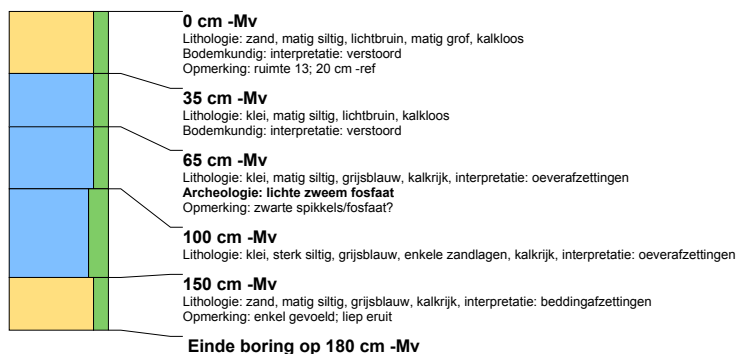 0 cm -Mv
Lithologie: zand, matig siltig, lichtbruin, matig grof, kalkloos
Bodemkundig: interpretatie: verstoord
Opmerking: ruimte 13; 20 cm -ref
35 cm -Mv
Lithologie: klei, matig siltig, lichtbruin, kalkloos
Bodemkundig: interpretatie: verstoord
65 cm -Mv
Lithologie: klei, matig siltig, grijsblauw, kalkrijk, interpretatie: oeverafzettingen
Archeologie: lichte zweem fosfaat
Opmerking: zwarte spikkels/fosfaat?
100 cm -Mv
Lithologie: klei, sterk siltig, grijsblauw, enkele zandlagen, kalkrijk, interpretatie: oeverafzettingen
150 cm -Mv
Lithologie: zand, matig siltig, grijsblauw, kalkrijk, interpretatie: beddingafzettingen
Opmerking: enkel gevoeld; liep eruit
Einde boring op 180 cm -Mv